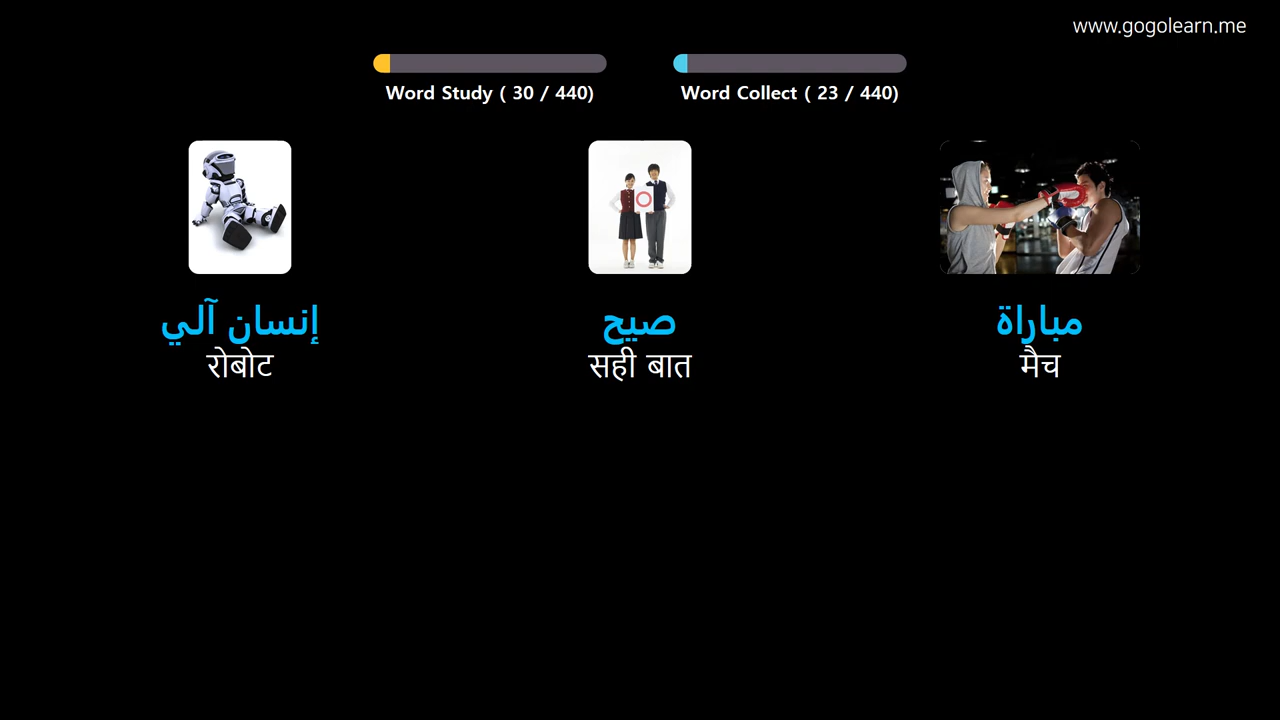 www.gogolearn.me
Word Study ( 30 / 440)
Word Collect ( 23 / 440)
إنسان آلي
रोबोट
صيح
सही बात
مباراة
मैच